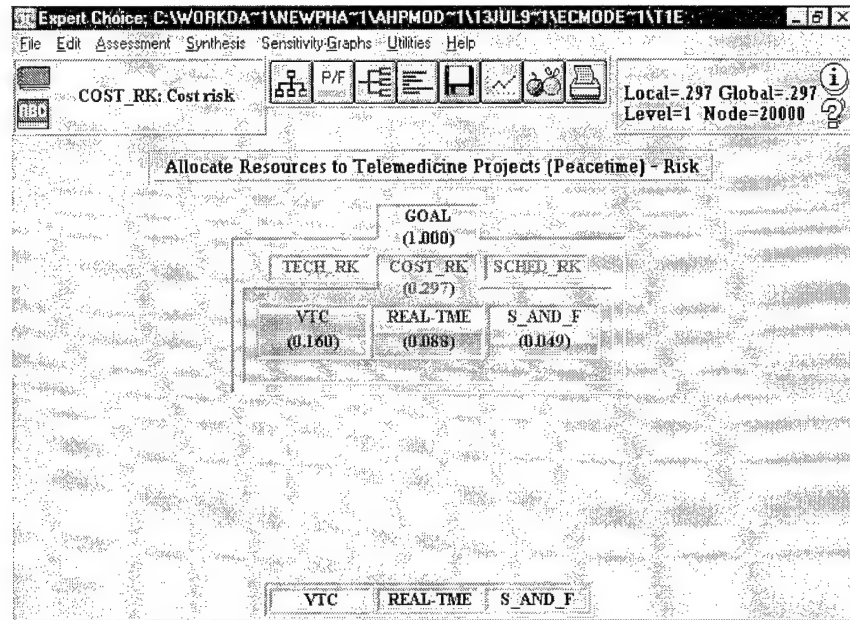 Expert Choice; C:\WORKDA~1\NEWPHA~1\AHPMOD~1\13JUL9~1\ECMODE~1\T1E
File Edit Assessment Synthesis Sensitivity-Graphs Utilities Help
ABC COST_RK: Cost risk P/F Local=.297 Global=.297
Level=1 Node=20000
Allocate Resources to Telemedicine Projects (Peacetime) - Risk
GOAL
(1.000)
TECH_RK COST_RK SCHED_RK
(0.297)
VTC REAL-TME S_AND_F
(0.160) (0.088) (0.049)
VTC REAL-TME S_AND_F